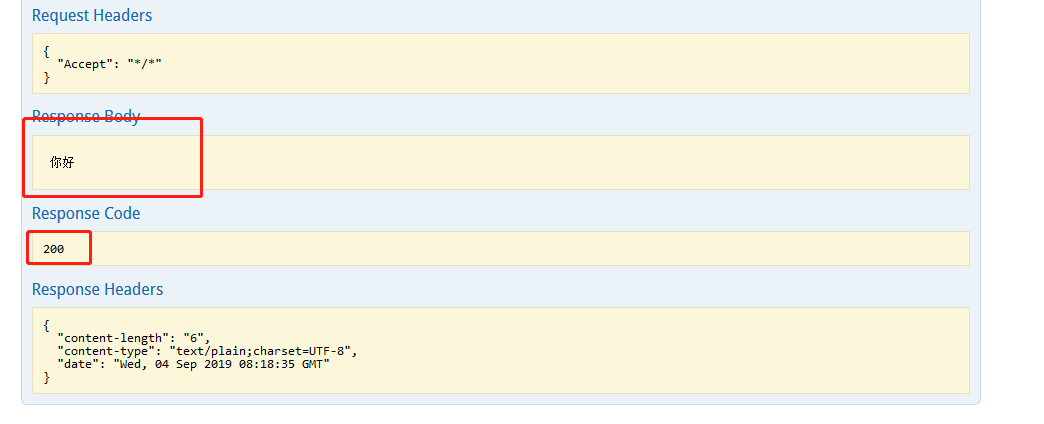 Request Headers
{
"Accept": "*/*"
}
Response Body
你好
Response Code
200
Response Headers
{
"content-length": "6",
"content-type": "text/plain;charset=UTF-8",
"date": "Wed, 04 Sep 2019 08:18:35 GMT"
}